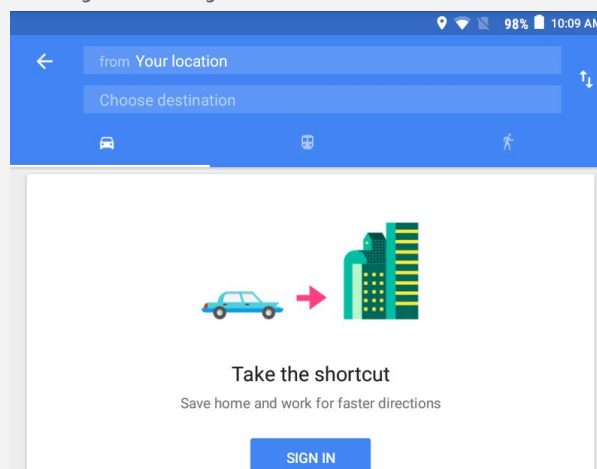 98% 10:09 AM
from Your location
Choose destination
Take the shortcut
Save home and work for faster directions
SIGN IN